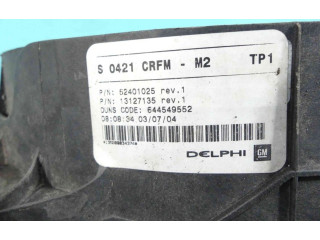 S 0421 CRFM - M2 TP1
P/N: 52401025 rev.1
P/N: 13127135 rev.1
DUNS CODE: 644549552
08:08:34 03/07/04
DELPHI GM